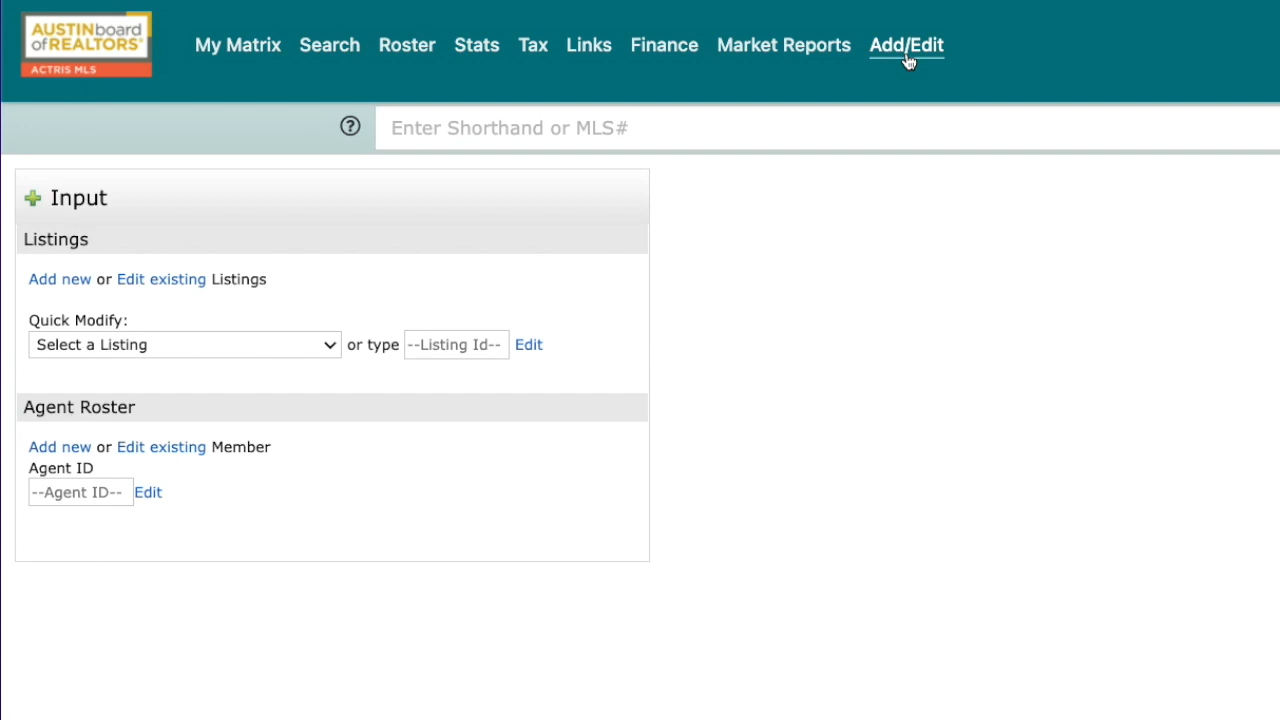 AUSTINboard
of REALTORS®
ACTRIS MLS
My Matrix Search Roster Stats Tax Links Finance Market Reports Add/Edit
? Enter Shorthand or MLS#
Input
Listings
Add new or Edit existing Listings
Quick Modify:
Select a Listing or type --Listing Id-- Edit
Agent Roster
Add new or Edit existing Member
Agent ID
--Agent ID-- Edit